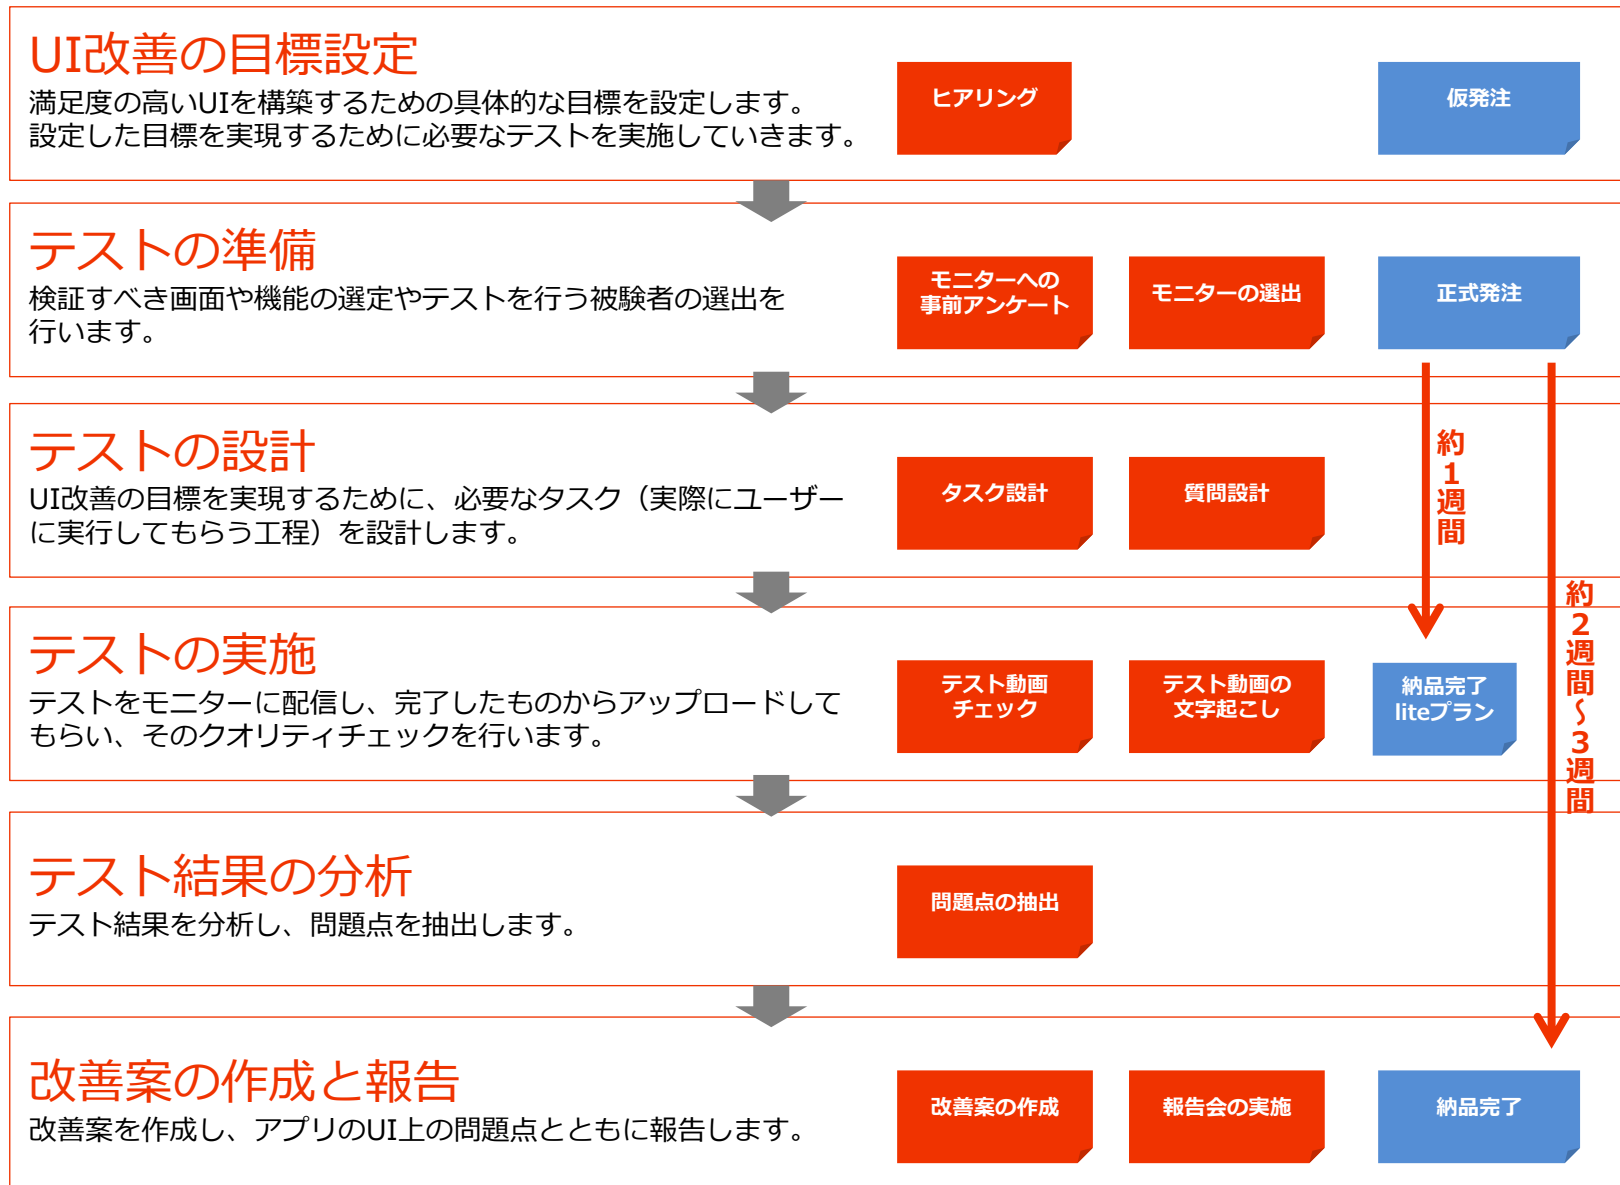 UI改善の目標設定
満足度の高いUIを構築するための具体的な目標を設定します。
設定した目標を実現するために必要なテストを実施していきます。
ヒアリング
仮発注
テストの準備
検証すべき画面や機能の選定やテストを行う被験者の選出を
行います。
モニターへの
事前アンケート
モニターの選出
正式発注
テストの設計
UI改善の目標を実現するために、必要なタスク（実際にユーザー
に実行してもらう工程）を設計します。
タスク設計
質問設計
約1週間
テストの実施
テストをモニターに配信し、完了したものからアップロードして
もらい、そのクオリティチェックを行います。
テスト動画
チェック
テスト動画の
文字起こし
納品完了
liteプラン
約2週間〜3週間
テスト結果の分析
テスト結果を分析し、問題点を抽出します。
問題点の抽出
改善案の作成と報告
改善案を作成し、アプリのUI上の問題点とともに報告します。
改善案の作成
報告会の実施
納品完了